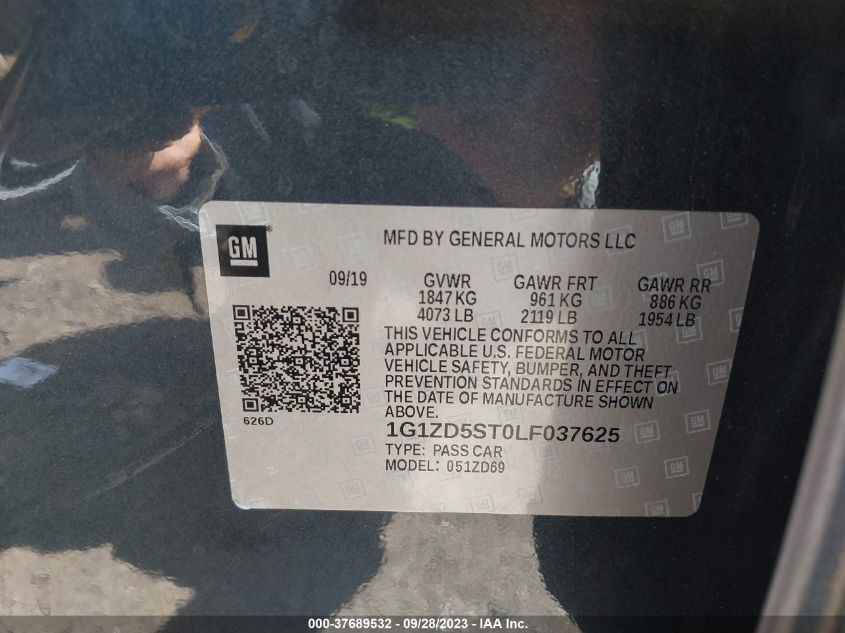 GM
MFD BY GENERAL MOTORS LLC
09/19 GVWR GAWR FRT GAWR RR
1847 KG 961 KG 886 KG
4073 LB 2119 LB 1954 LB
THIS VEHICLE CONFORMS TO ALL
APPLICABLE U.S. FEDERAL MOTOR
VEHICLE SAFETY, BUMPER, AND THEFT
PREVENTION STANDARDS IN EFFECT ON
THE DATE OF MANUFACTURE SHOWN
ABOVE.
626D
1G1ZD5ST0LF037625
TYPE: PASS CAR
MODEL: 051ZD69
000-37689532 - 09/28/2023 - IAA Inc.